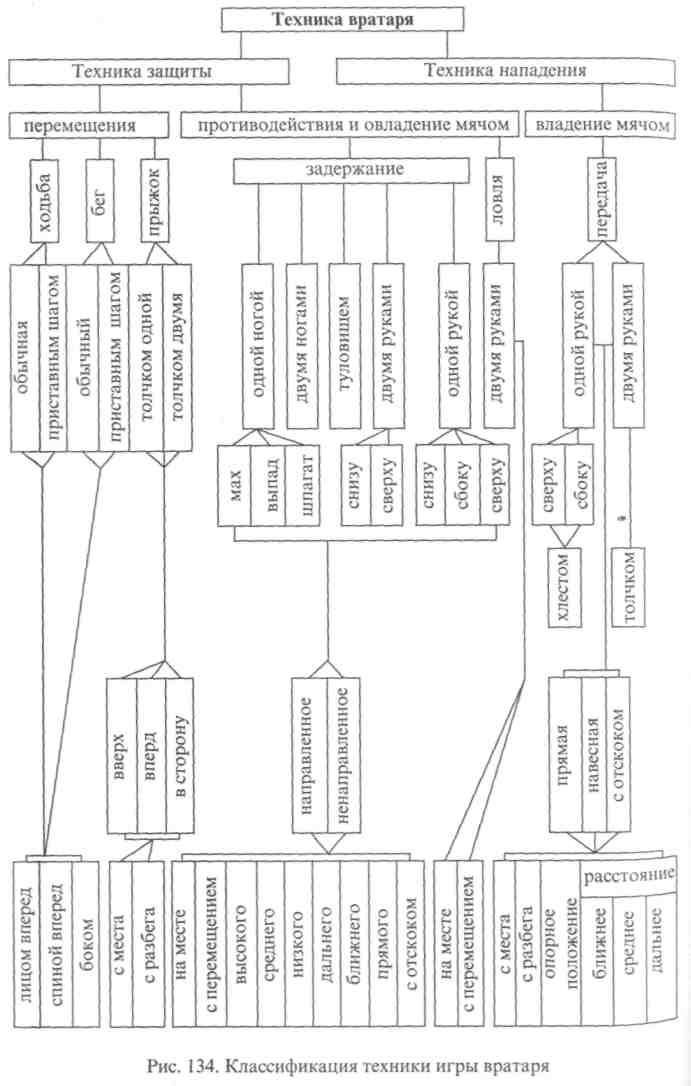 Техника вратаря
Техника защиты
Техника нападения
перемещения
противодействия и овладение мячом
владение мячом
ходьба
бег
прыжок
задержание
ловля
передача
обычная
приставным шагом
обычный
приставным шагом
толчком одной
толчком двумя
одной ногой
двумя ногами
туловищем
двумя руками
одной рукой
двумя руками
одной рукой
двумя руками
мах
выпад
шпагат
снизу
сверху
снизу
сбоку
сверху
сверху
сбоку
хлестом
толчком
вверх
вперд
в сторону
направленное
ненаправленное
прямая
навесная
с отскоком
лицом вперед
спиной вперед
боком
с места
с разбега
на месте
с перемещением
высокого
среднего
низкого
дальнего
ближнего
прямого
с отскоком
на месте
с перемещением
с места
с разбега
опорное
положение
расстояние
ближнее
среднее
дальнее
Рис. 134. Классификация техники игры вратаря